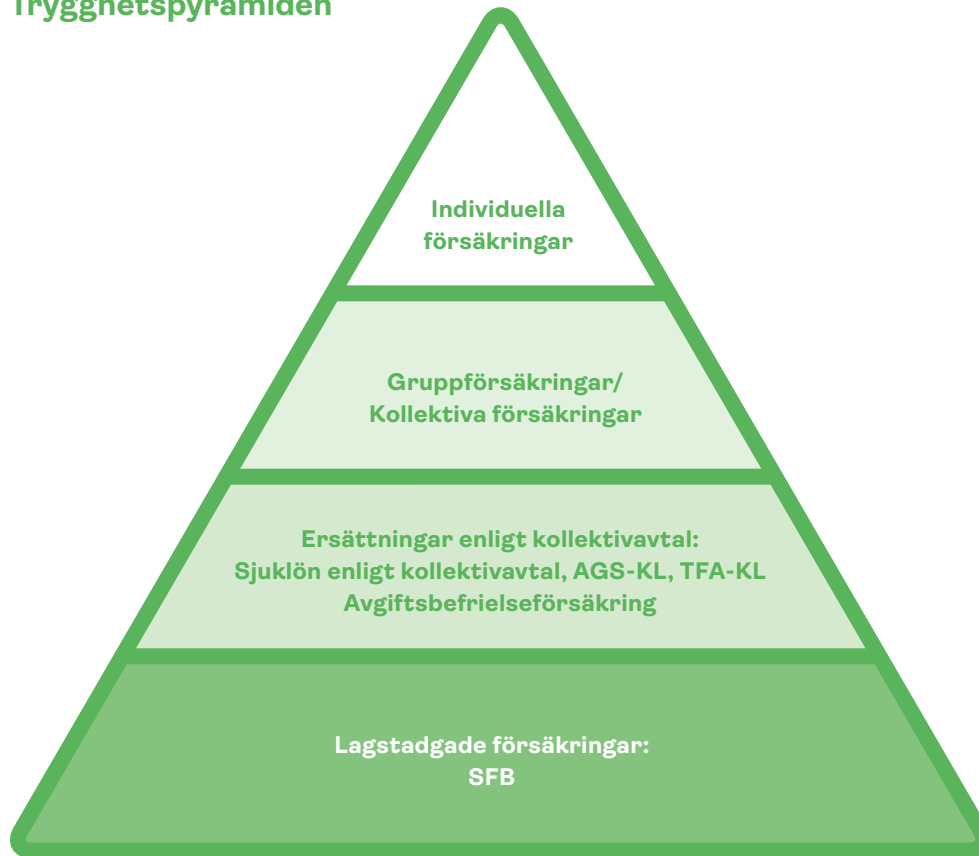 Trygghetspyramiden
Individuella
försäkringar
Gruppförsäkringar/
Kollektiva försäkringar
Ersättningar enligt kollektivavtal:
Sjuklön enligt kollektivavtal, AGS-KL, TFA-KL
Avgiftsbefrielseförsäkring
Lagstadgade försäkringar:
SFB